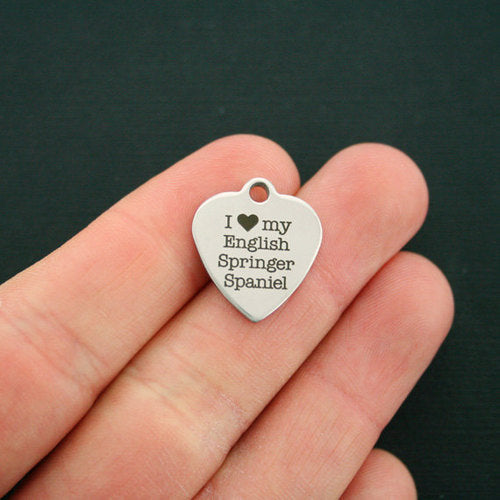 I ♥ my
English
Springer
Spaniel